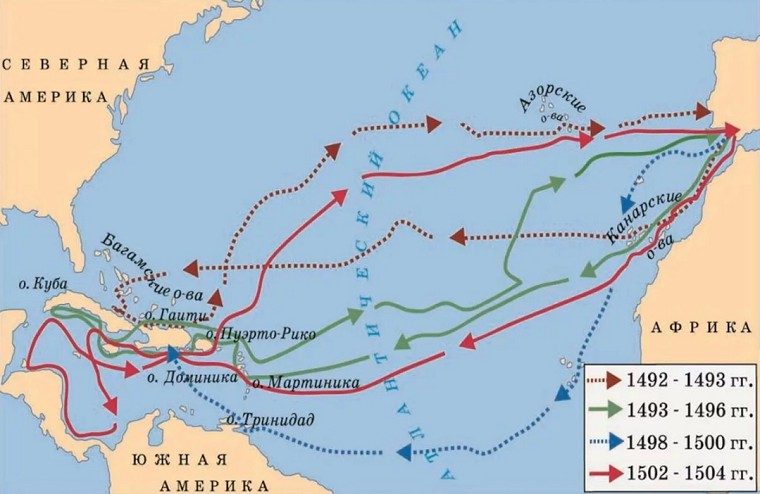 СЕВЕРНАЯ
АМЕРИКА
АТЛАНТИЧЕСКИЙ ОКЕАН
Азорские
о-ва
Канарские
о-ва
Багамские о-ва
о. Куба
о. Гаити
о. Пуэрто-Рико
о. Доминика
о. Мартиника
о. Тринидад
АФРИКА
ЮЖНАЯ
АМЕРИКА
1492 - 1493 гг.
1493 - 1496 гг.
1498 - 1500 гг.
1502 - 1504 гг.